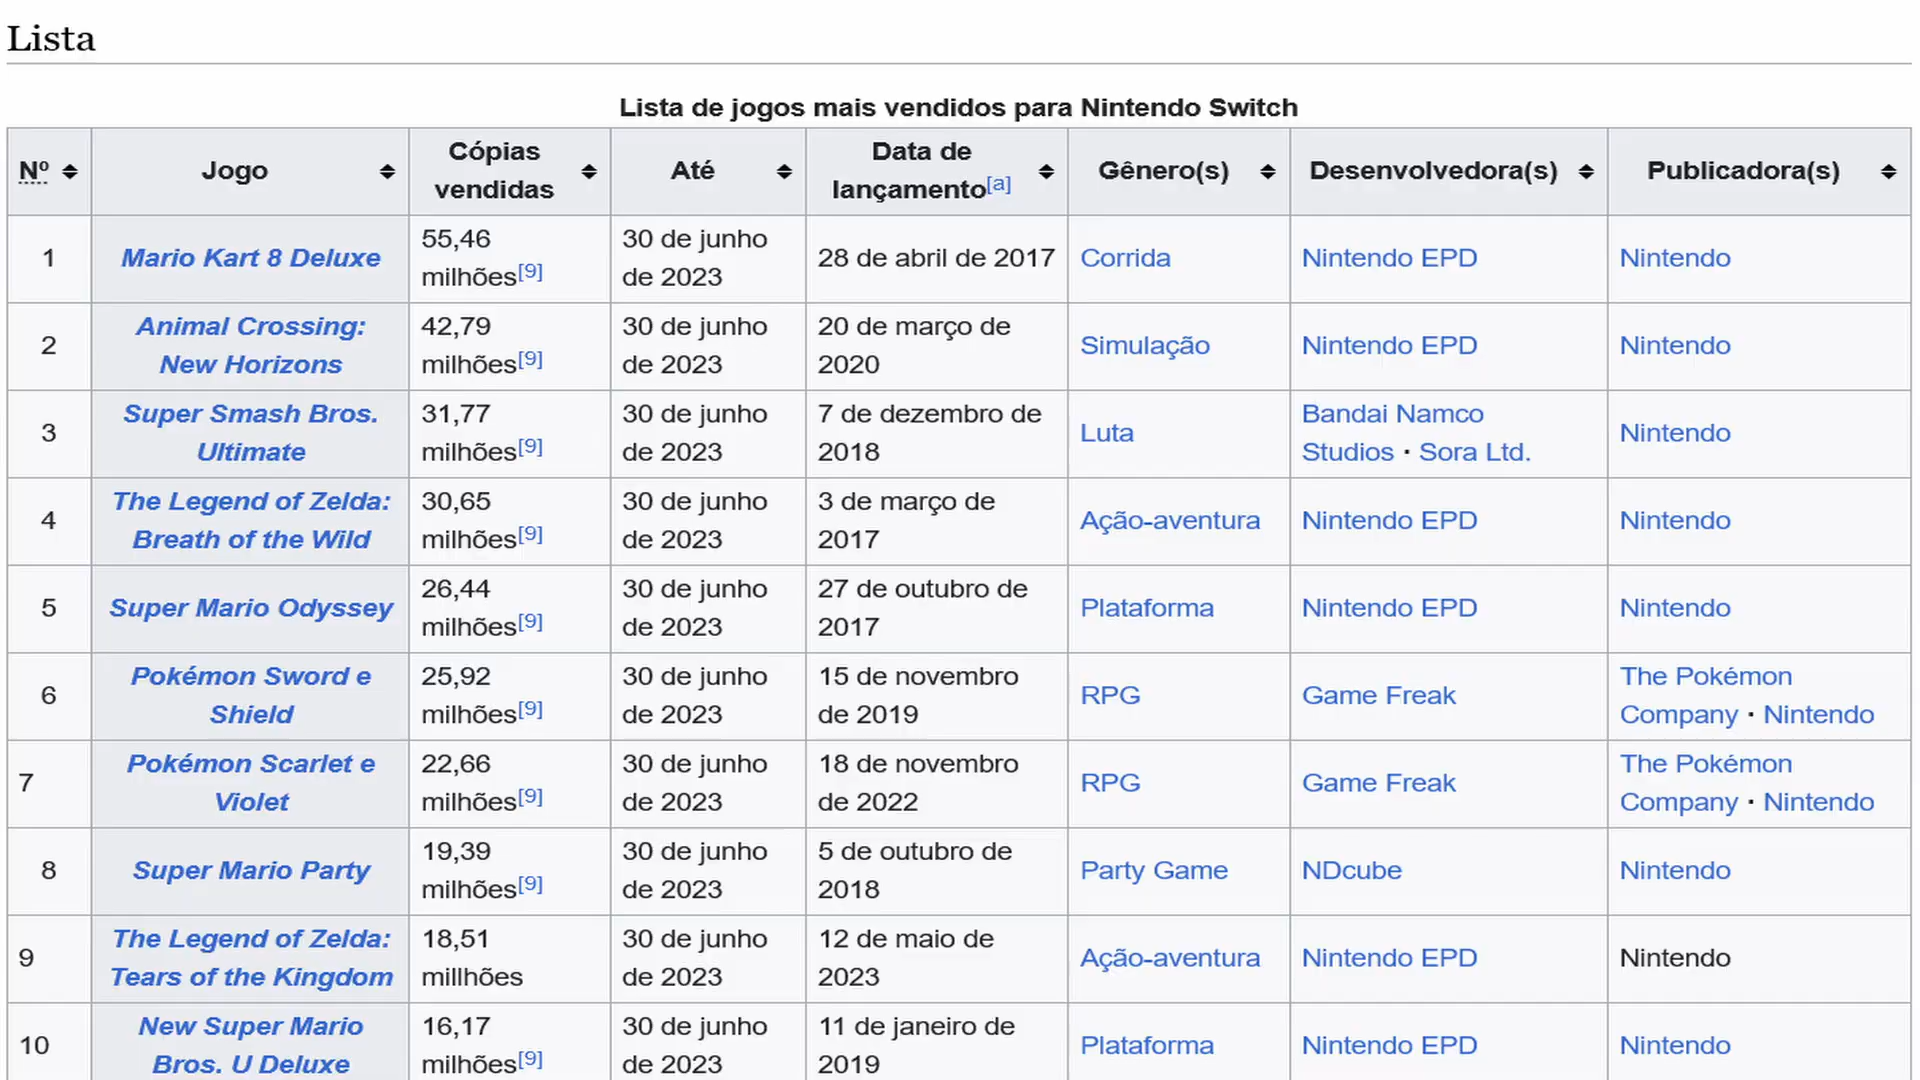 Lista
Lista de jogos mais vendidos para Nintendo Switch
Nº
Jogo
Cópias
vendidas
Até
Data de
lançamento[a]
Gênero(s)
Desenvolvedora(s)
Publicadora(s)
1
Mario Kart 8 Deluxe
55,46
milhões[9]
30 de junho
de 2023
28 de abril de 2017
Corrida
Nintendo EPD
Nintendo
2
Animal Crossing:
New Horizons
42,79
milhões[9]
30 de junho
de 2023
20 de março de
2020
Simulação
Nintendo EPD
Nintendo
3
Super Smash Bros.
Ultimate
31,77
milhões[9]
30 de junho
de 2023
7 de dezembro de
2018
Luta
Bandai Namco
Studios · Sora Ltd.
Nintendo
4
The Legend of Zelda:
Breath of the Wild
30,65
milhões[9]
30 de junho
de 2023
3 de março de
2017
Ação-aventura
Nintendo EPD
Nintendo
5
Super Mario Odyssey
26,44
milhões[9]
30 de junho
de 2023
27 de outubro de
2017
Plataforma
Nintendo EPD
Nintendo
6
Pokémon Sword e
Shield
25,92
milhões[9]
30 de junho
de 2023
15 de novembro
de 2019
RPG
Game Freak
The Pokémon
Company · Nintendo
7
Pokémon Scarlet e
Violet
22,66
milhões[9]
30 de junho
de 2023
18 de novembro
de 2022
RPG
Game Freak
The Pokémon
Company · Nintendo
8
Super Mario Party
19,39
milhões[9]
30 de junho
de 2023
5 de outubro de
2018
Party Game
NDcube
Nintendo
9
The Legend of Zelda:
Tears of the Kingdom
18,51
millhões
30 de junho
de 2023
12 de maio de
2023
Ação-aventura
Nintendo EPD
Nintendo
10
New Super Mario
Bros. U Deluxe
16,17
milhões[9]
30 de junho
de 2023
11 de janeiro de
2019
Plataforma
Nintendo EPD
Nintendo